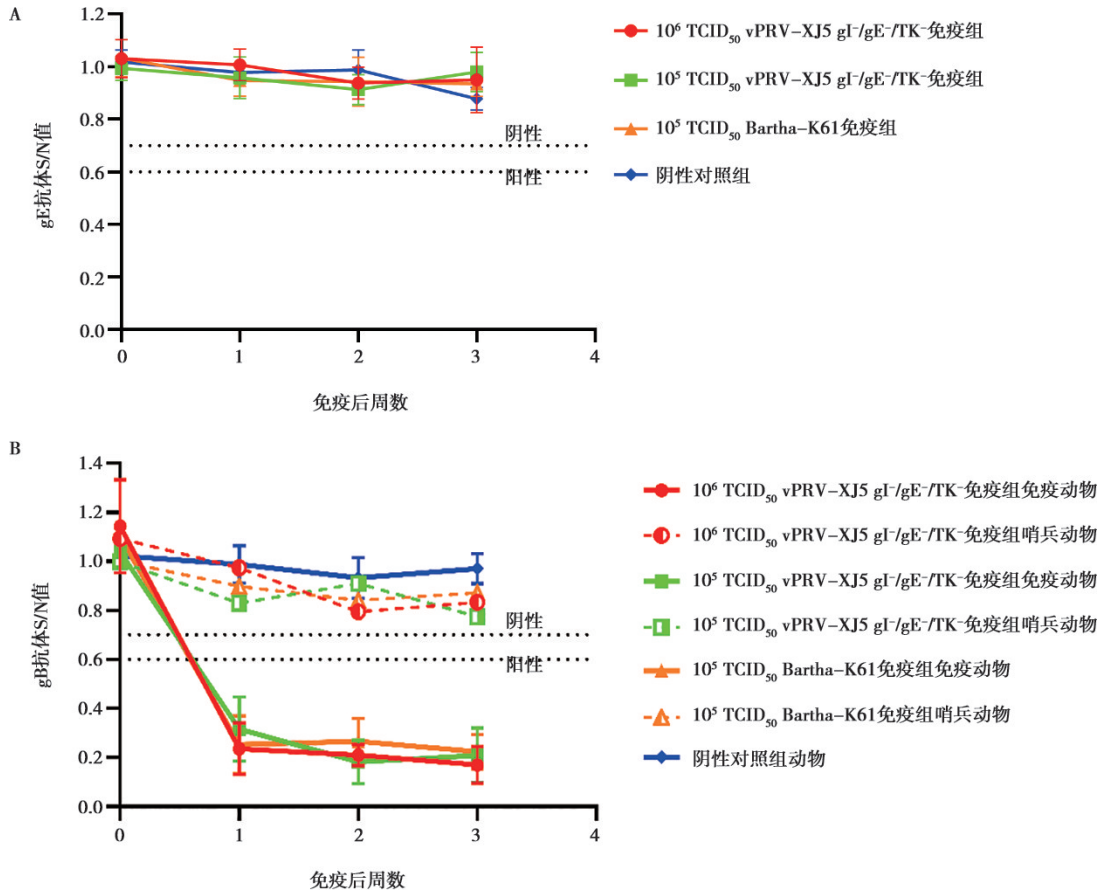 A
1.2
1.0
0.8
0.6
0.4
0.2
0.0
gE抗体S/N值
阴性
阳性
0 1 2 3 4
免疫后周数
10⁶ TCID₅₀ vPRV-XJ5 gI⁻/gE⁻/TK⁻免疫组
10⁵ TCID₅₀ vPRV-XJ5 gI⁻/gE⁻/TK⁻免疫组
10⁵ TCID₅₀ Bartha-K61免疫组
阴性对照组
B
1.4
1.2
1.0
0.8
0.6
0.4
0.2
0.0
gB抗体S/N值
阴性
阳性
0 1 2 3 4
免疫后周数
10⁶ TCID₅₀ vPRV-XJ5 gI⁻/gE⁻/TK⁻免疫组免疫动物
10⁶ TCID₅₀ vPRV-XJ5 gI⁻/gE⁻/TK⁻免疫组哨兵动物
10⁵ TCID₅₀ vPRV-XJ5 gI⁻/gE⁻/TK⁻免疫组免疫动物
10⁵ TCID₅₀ vPRV-XJ5 gI⁻/gE⁻/TK⁻免疫组哨兵动物
10⁵ TCID₅₀ Bartha-K61免疫组免疫动物
10⁵ TCID₅₀ Bartha-K61免疫组哨兵动物
阴性对照组动物